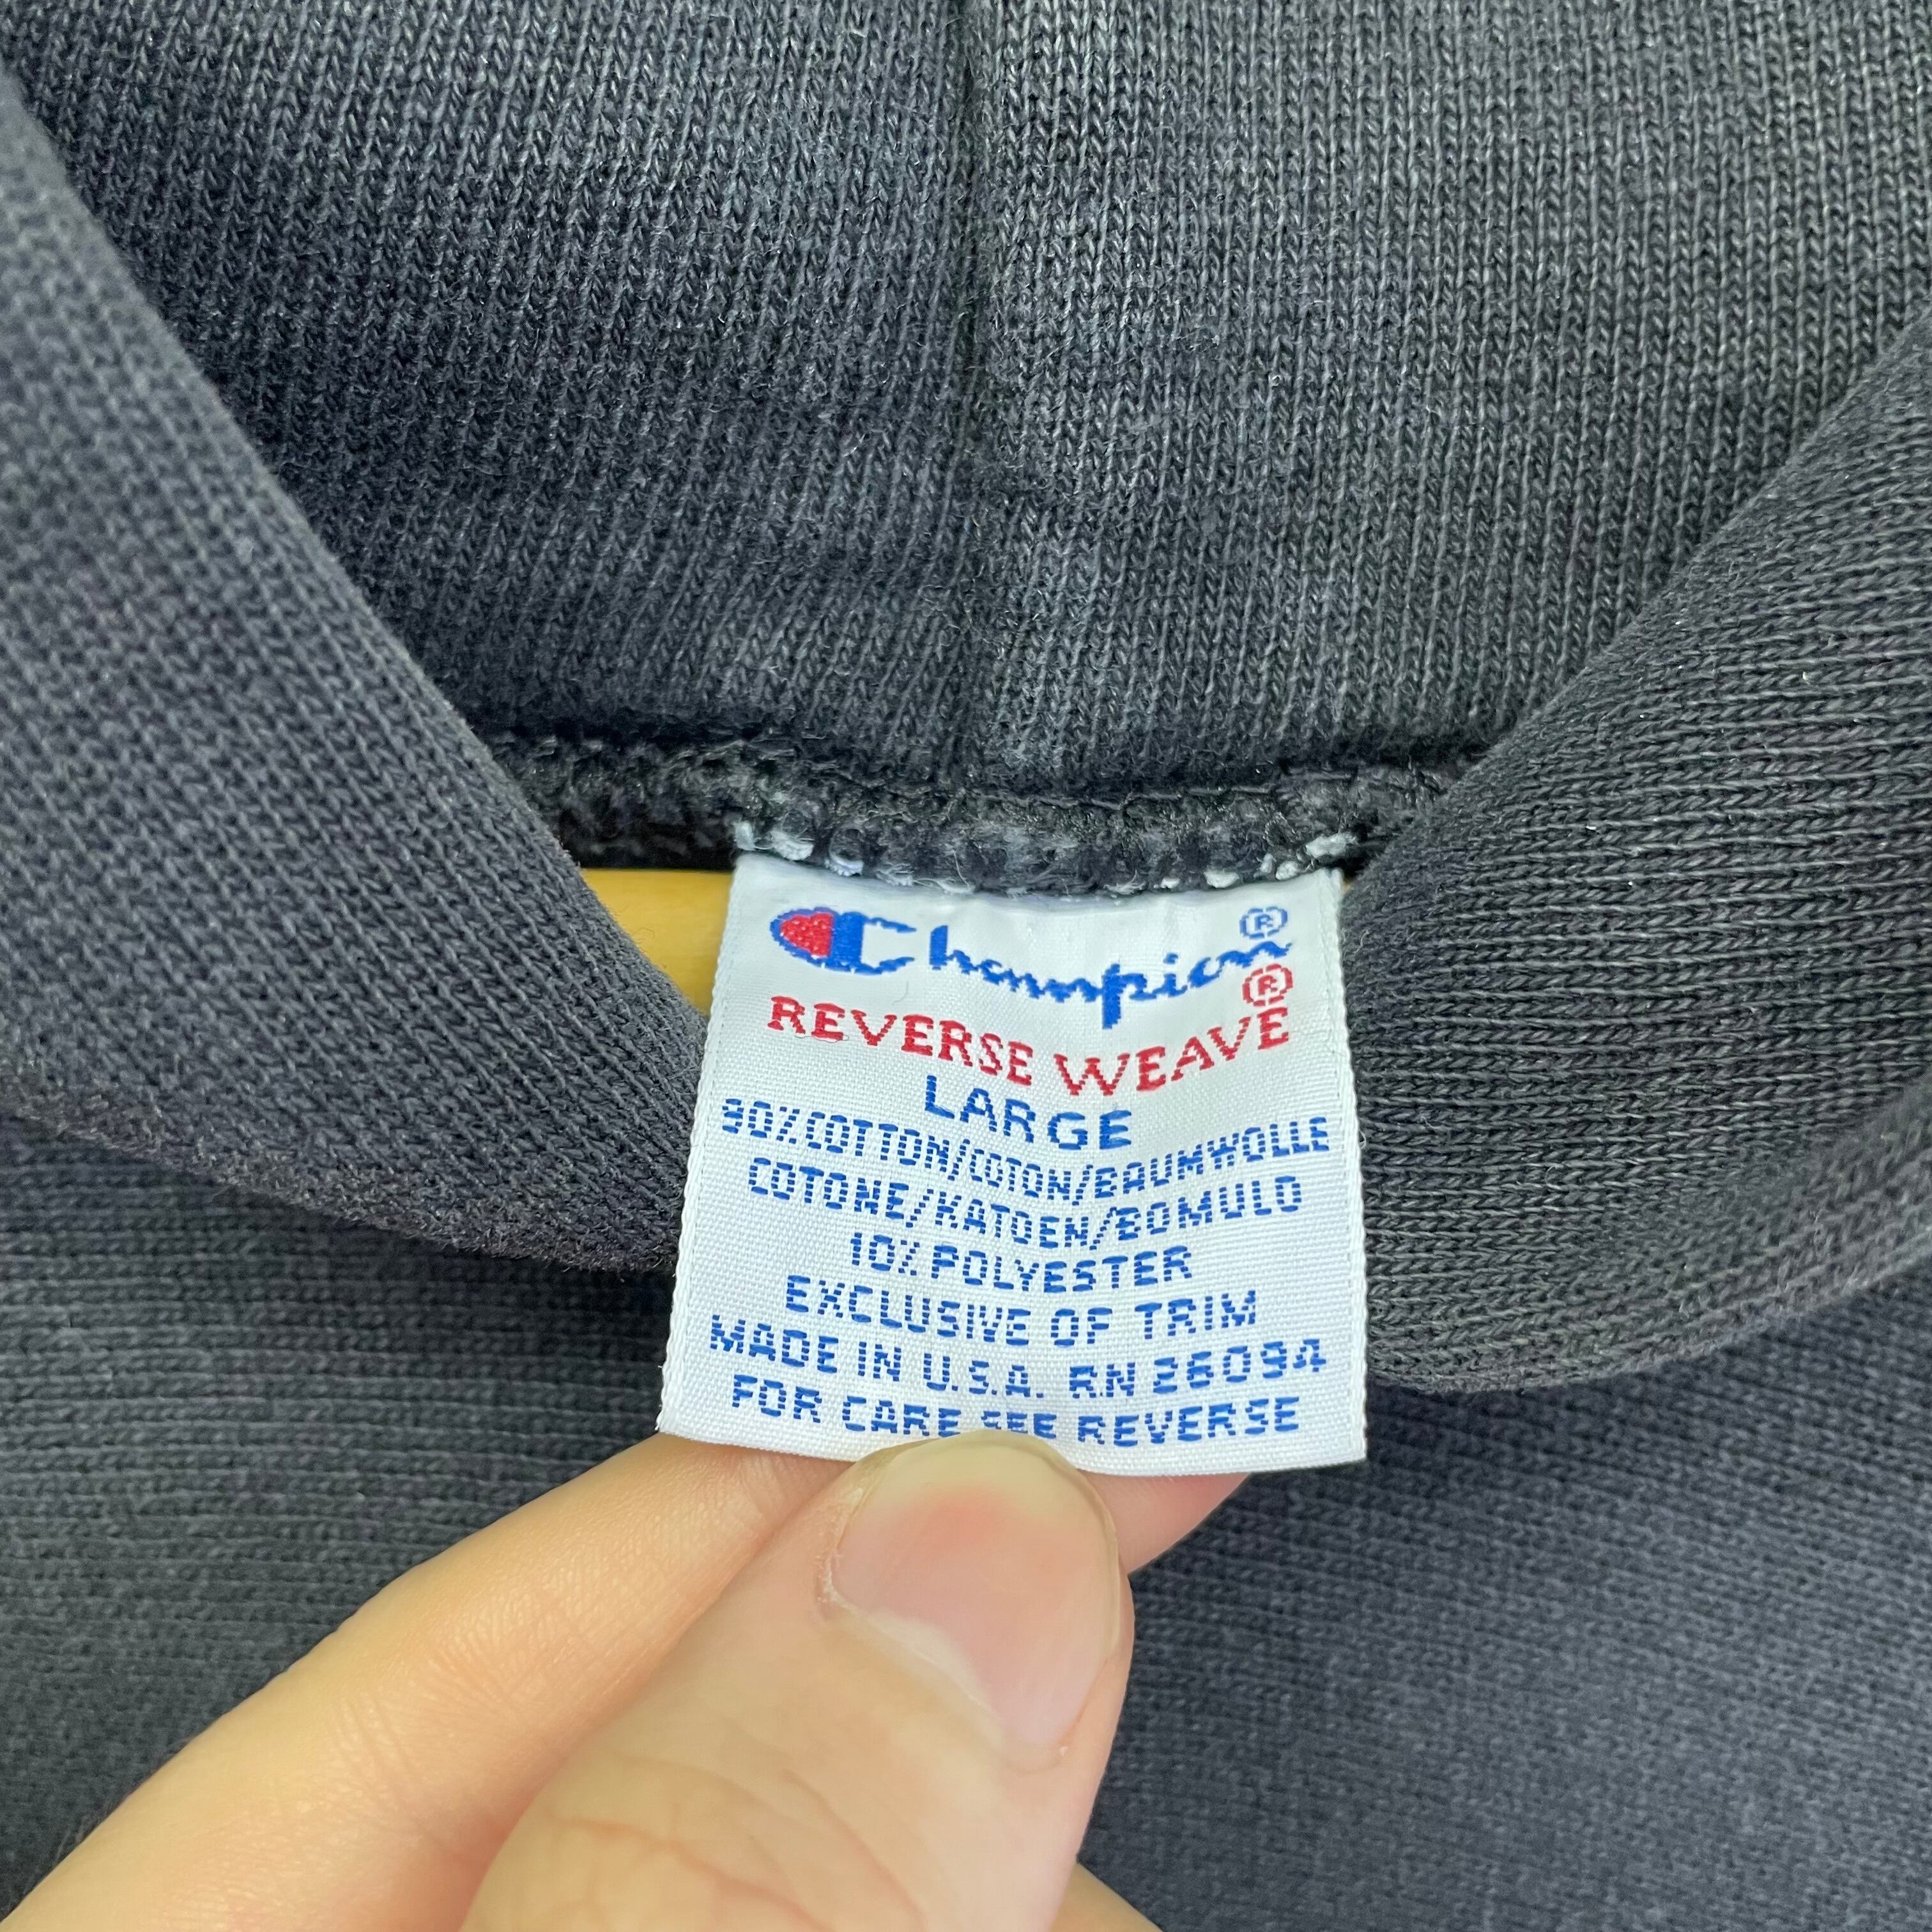 Champion®
REVERSE WEAVE®
LARGE
90% COTTON/COTON/BAUMWOLLE
COTONE/KATOEN/BOMULD
10% POLYESTER
EXCLUSIVE OF TRIM
MADE IN U.S.A. RN 26094
FOR CARE SEE REVERSE